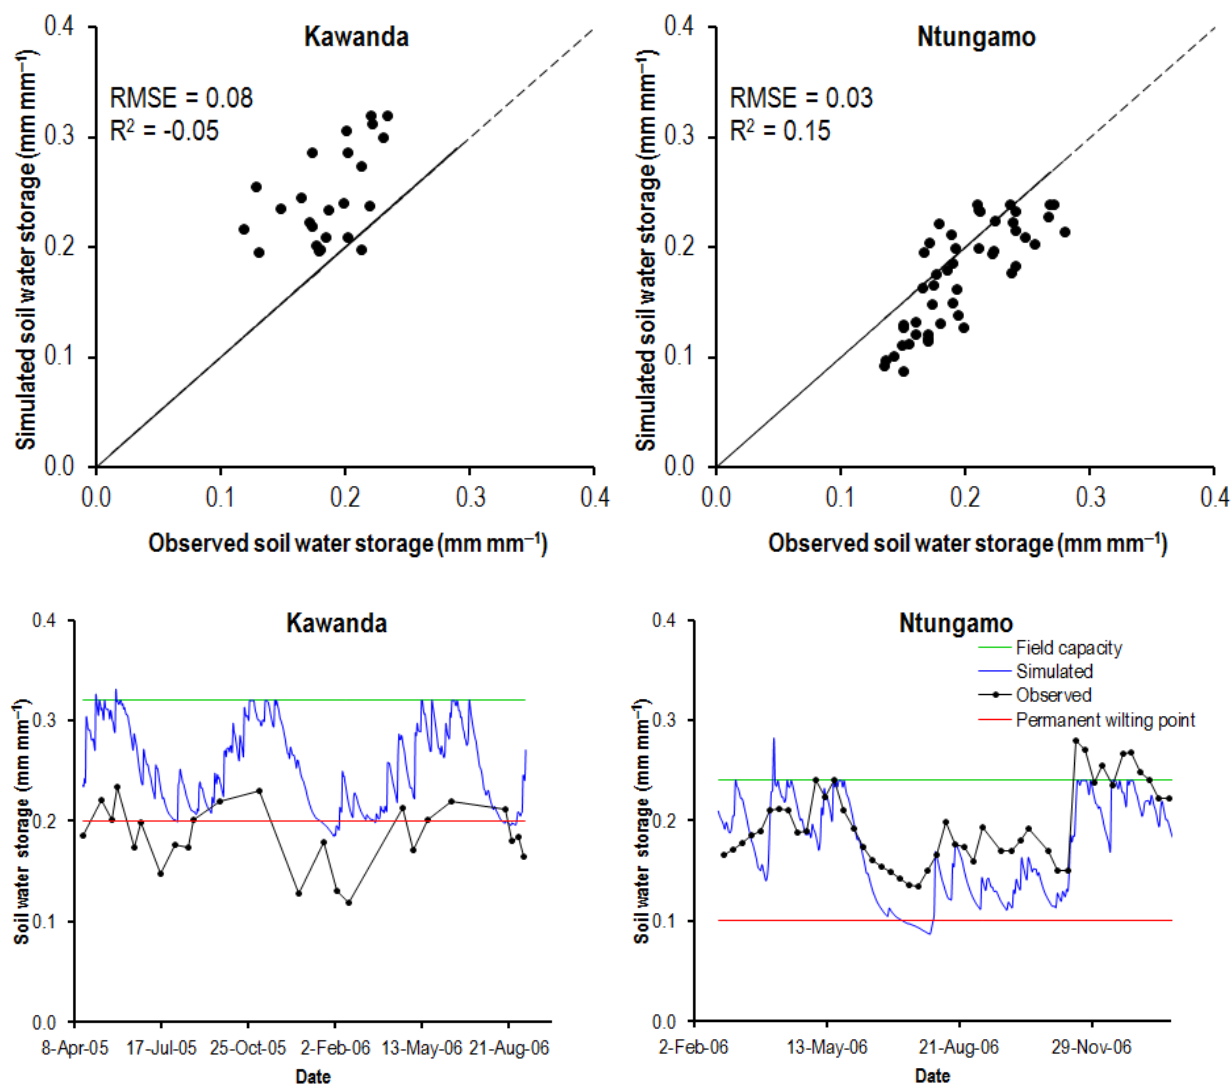 Kawanda
RMSE = 0.08
R² = -0.05
Simulated soil water storage (mm mm⁻¹)
0.4
0.3
0.2
0.1
0.0
0.0 0.1 0.2 0.3 0.4
Observed soil water storage (mm mm⁻¹)
Ntungamo
RMSE = 0.03
R² = 0.15
Simulated soil water storage (mm mm⁻¹)
0.4
0.3
0.2
0.1
0.0
0.0 0.1 0.2 0.3 0.4
Observed soil water storage (mm mm⁻¹)
Kawanda
Soil water storage (mm mm⁻¹)
0.4
0.3
0.2
0.1
0.0
8-Apr-05 17-Jul-05 25-Oct-05 2-Feb-06 13-May-06 21-Aug-06
Date
Ntungamo
Field capacity
Simulated
Observed
Permanent wilting point
Soil water storage (mm mm⁻¹)
0.4
0.3
0.2
0.1
0.0
2-Feb-06 13-May-06 21-Aug-06 29-Nov-06
Date